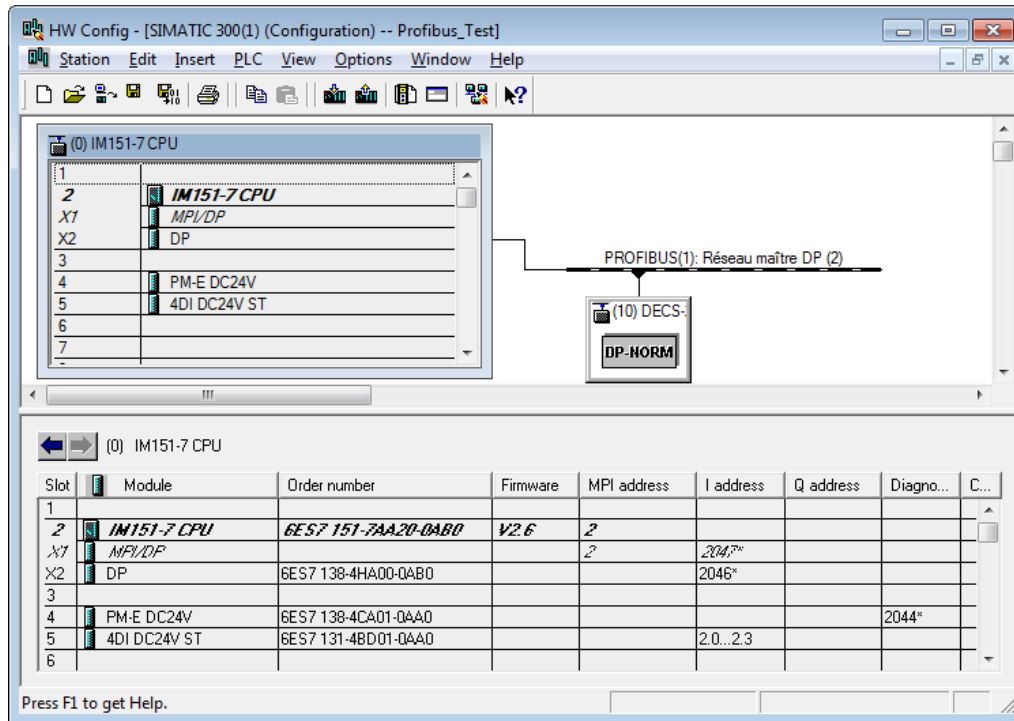 HW Config - [SIMATIC 300(1) (Configuration) -- Profibus_Test]
Station Edit Insert PLC View Options Window Help
(0) IM151-7 CPU
1
2 IM151-7 CPU
X1 MPI/DP
X2 DP
3
4 PM-E DC24V
5 4DI DC24V ST
6
7
PROFIBUS(1): Réseau maître DP (2)
(10) DECS-
DP-NORM
(0) IM151-7 CPU
Slot Module Order number Firmware MPI address I address Q address Diagno... C...
1
2 IM151-7 CPU 6ES7 151-7AA20-0AB0 V2.6 2
X1 MPI/DP 2 2047*
X2 DP 6ES7 138-4HA00-0AB0 2046*
3
4 PM-E DC24V 6ES7 138-4CA01-0AA0 2044*
5 4DI DC24V ST 6ES7 131-4BD01-0AA0 2.0...2.3
6
Press F1 to get Help.